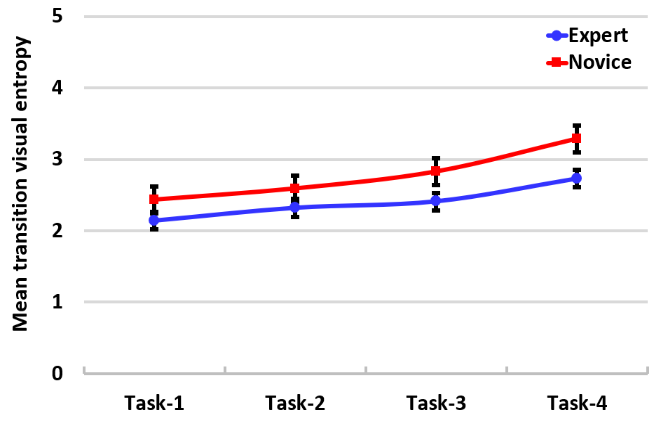 Mean transition visual entropy
5
4
3
2
1
0
Expert
Novice
Task-1 Task-2 Task-3 Task-4